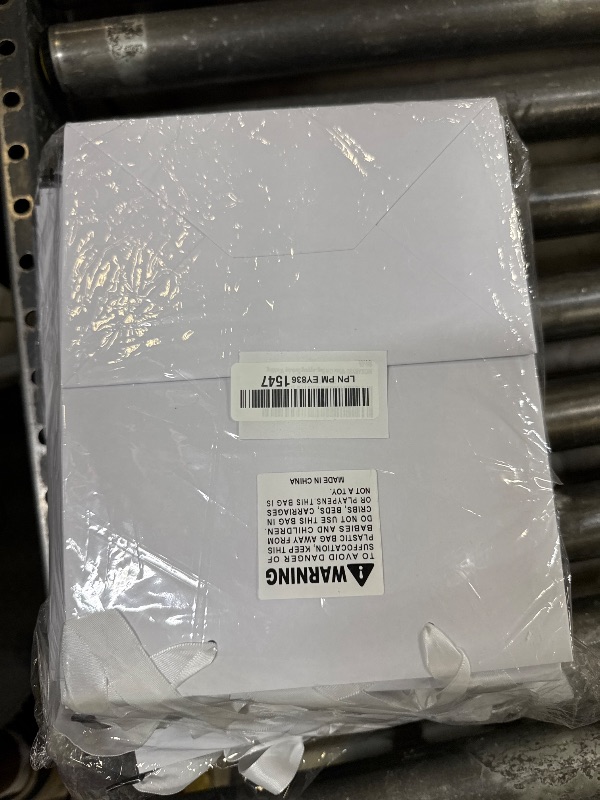 WARNING
TO AVOID DANGER OF
SUFFOCATION, KEEP THIS
PLASTIC BAG AWAY FROM
BABIES AND CHILDREN.
DO NOT USE THIS BAG IN
CRIBS, BEDS, CARRIAGES
OR PLAYPENS THIS BAG IS
NOT A TOY.
MADE IN CHINA
LPN PM EY836 1547